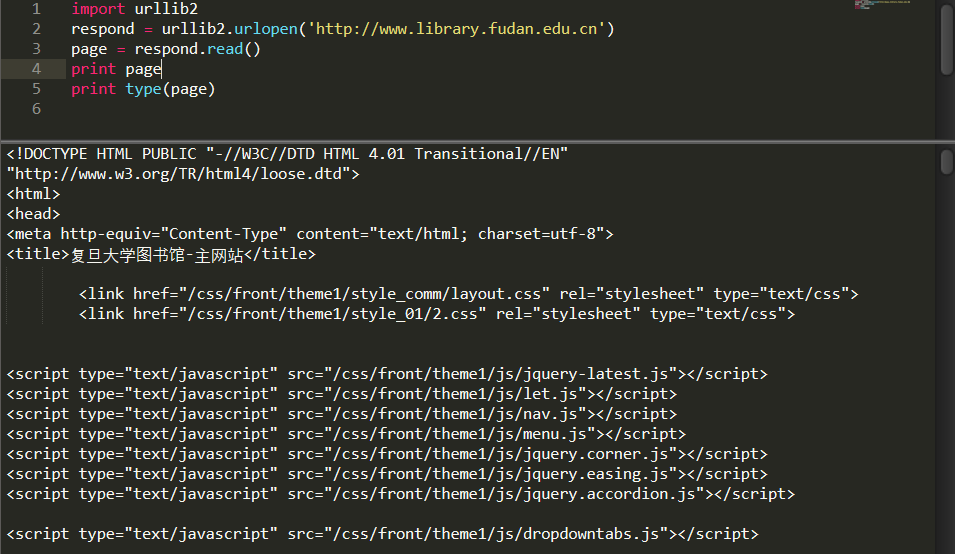 1 import urllib2
2 respond = urllib2.urlopen('http://www.library.fudan.edu.cn')
3 page = respond.read()
4 print page
5 print type(page)
6
<!DOCTYPE HTML PUBLIC "-//W3C//DTD HTML 4.01 Transitional//EN"
"http://www.w3.org/TR/html4/loose.dtd">
<html>
<head>
<meta http-equiv="Content-Type" content="text/html; charset=utf-8">
<title>复旦大学图书馆-主网站</title>
<link href="/css/front/theme1/style_comm/layout.css" rel="stylesheet" type="text/css">
<link href="/css/front/theme1/style_01/2.css" rel="stylesheet" type="text/css">
<script type="text/javascript" src="/css/front/theme1/js/jquery-latest.js"></script>
<script type="text/javascript" src="/css/front/theme1/js/let.js"></script>
<script type="text/javascript" src="/css/front/theme1/js/nav.js"></script>
<script type="text/javascript" src="/css/front/theme1/js/menu.js"></script>
<script type="text/javascript" src="/css/front/theme1/js/jquery.corner.js"></script>
<script type="text/javascript" src="/css/front/theme1/js/jquery.easing.js"></script>
<script type="text/javascript" src="/css/front/theme1/js/jquery.accordion.js"></script>
<script type="text/javascript" src="/css/front/theme1/js/dropdowntabs.js"></script>